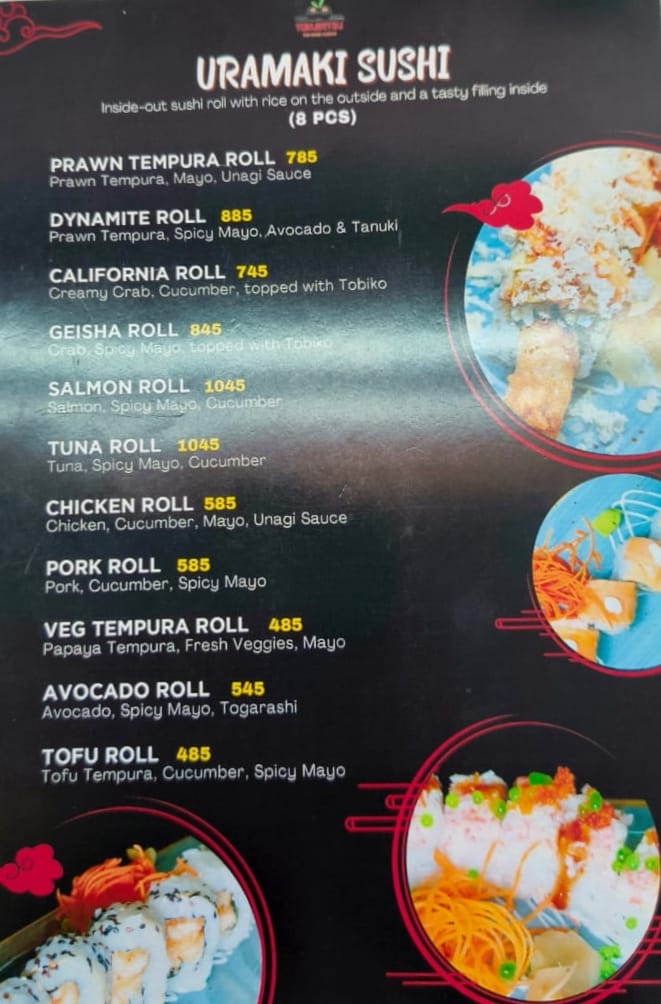 URAMAKI SUSHI
Inside-out sushi roll with rice on the outside and a tasty filling inside
(8 PCS)
PRAWN TEMPURA ROLL 785
Prawn Tempura, Mayo, Unagi Sauce
DYNAMITE ROLL 885
Prawn Tempura, Spicy Mayo, Avocado & Tanuki
CALIFORNIA ROLL 745
Creamy Crab, Cucumber, topped with Tobiko
GEISHA ROLL 845
Crab, Spicy Mayo, topped with Tobiko
SALMON ROLL 1045
Salmon, Spicy Mayo, Cucumber
TUNA ROLL 1045
Tuna, Spicy Mayo, Cucumber
CHICKEN ROLL 585
Chicken, Cucumber, Mayo, Unagi Sauce
PORK ROLL 585
Pork, Cucumber, Spicy Mayo
VEG TEMPURA ROLL 485
Papaya Tempura, Fresh Veggies, Mayo
AVOCADO ROLL 545
Avocado, Spicy Mayo, Togarashi
TOFU ROLL 485
Tofu Tempura, Cucumber, Spicy Mayo